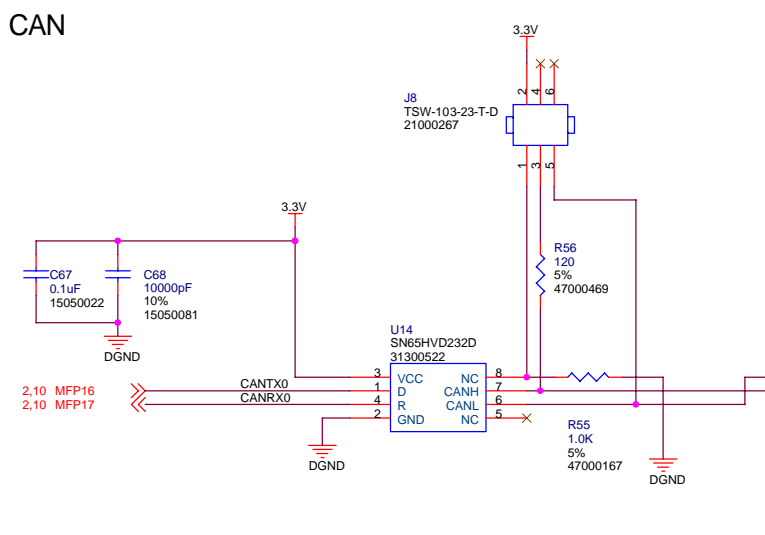 CAN
3.3V
J8
TSW-103-23-T-D
21000267
2
4
6
1
3
5
3.3V
C67
0.1uF
15050022
C68
10000pF
10%
15050081
DGND
R56
120
5%
47000469
U14
SN65HVD232D
31300522
2,10 MFP16
2,10 MFP17
CANTX0
CANRX0
3
1
4
2
VCC
D
R
GND
NC
CANH
CANL
NC
8
7
6
5
DGND
R55
1.0K
5%
47000167
DGND